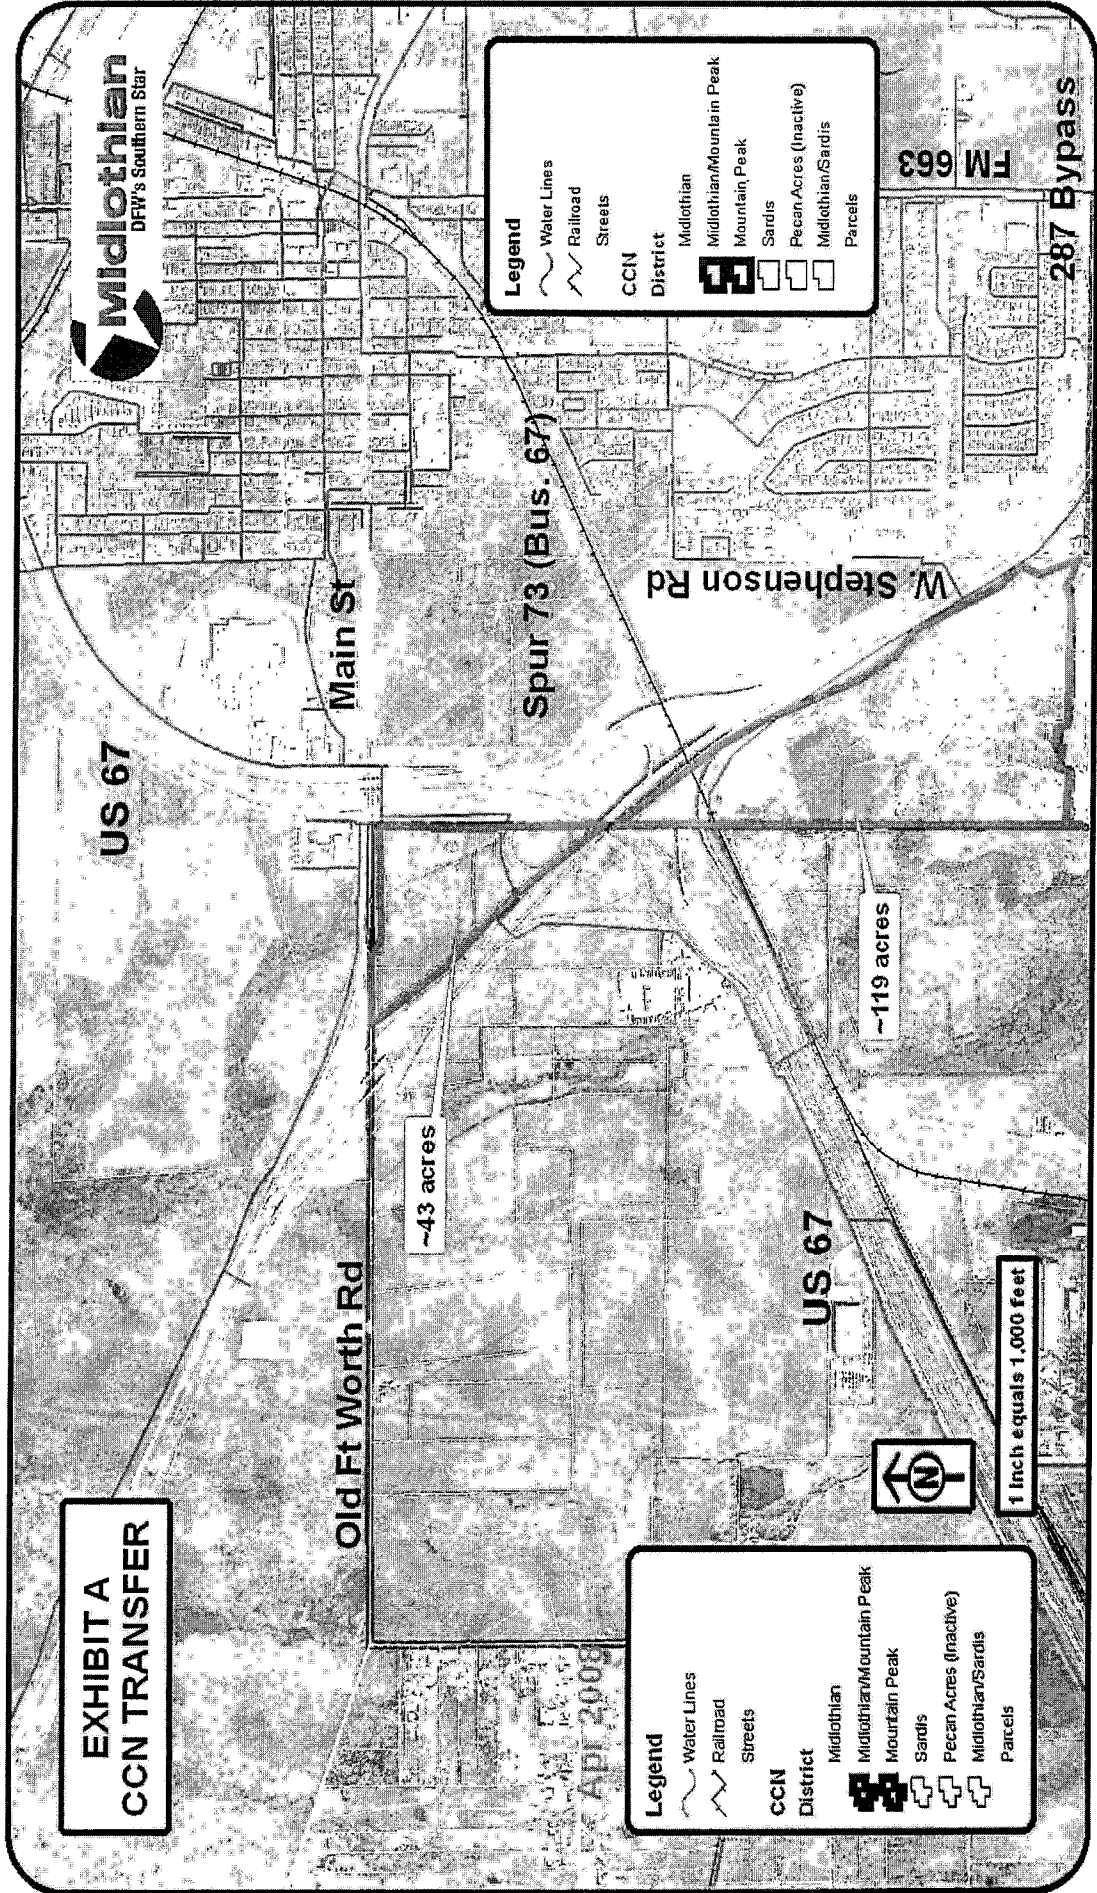 EXHIBIT A
CCN TRANSFER
US 67
Midlothian
DFW's Southern Star
Old Ft Worth Rd
Main St
~43 acres
Spur 73 (Bus. 67)
Legend
Water Lines
Railroad
Streets
CCN
District
Midlothian
Midlothian/Mountain Peak
Mountain Peak
Sardis
Pecan Acres (Inactive)
Midlothian/Sardis
Parcels
Apr 2008
W. Stephenson Rd
US 67
~119 acres
FM 663
287 Bypass
N
1 inch equals 1,000 feet
Legend
Water Lines
Railroad
Streets
CCN
District
Midlothian
Midlothian/Mountain Peak
Mountain Peak
Sardis
Pecan Acres (Inactive)
Midlothian/Sardis
Parcels